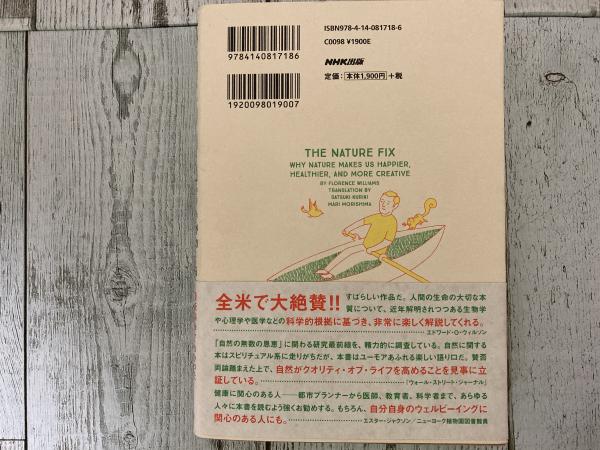 ISBN978-4-14-081718-6
C0098 ¥1900E
9784140817186
NHK出版
定価：本体1,900円+税
1920098019007
THE NATURE FIX
WHY NATURE MAKES US HAPPIER,
HEALTHIER, AND MORE CREATIVE
BY FLORENCE WILLIAMS
TRANSLATION BY
SATSUKI KURIKI
MARI MORISHIMA
全米で大絶賛!!
すばらしい作品だ。人間の生命の大切な本
質について、近年解明されつつある生物学
や心理学や医学などの科学的根拠に基づき、非常に楽しく解説してくれる。
エドワード・O・ウィルソン
「自然の無数の恩恵」に関わる研究最前線を、精力的に調査している。自然に関する
本はスピリチュアル系に走りがちだが、本書はユーモアあふれる楽しい語り口だ。賛否
両論踏まえた上で、自然がクオリティ・オブ・ライフを高めることを見事に立
証している。
『ウォール・ストリート・ジャーナル』
健康に関心のある人——都市プランナーから医師、教育者、科学者まで、あらゆる
人々に本書を読むよう強くお勧めする。もちろん、自分自身のウェルビーイングに
関心のある人にも。
エスター・ジャクソン／ニューヨーク植物園図書館員